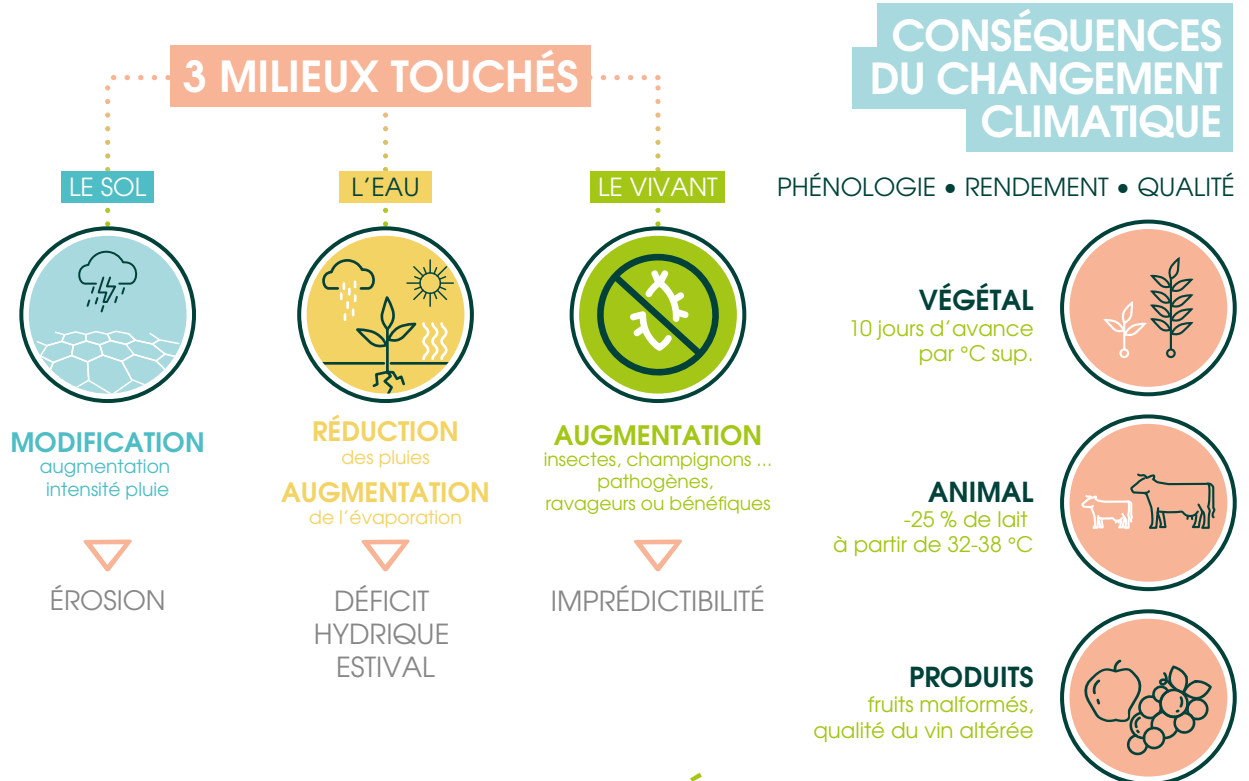 3 MILIEUX TOUCHÉS
LE SOL
MODIFICATION
augmentation
intensité pluie
ÉROSION
L'EAU
RÉDUCTION
des pluies
AUGMENTATION
de l'évaporation
DÉFICIT
HYDRIQUE
ESTIVAL
LE VIVANT
AUGMENTATION
insectes, champignons ...
pathogènes,
ravageurs ou bénéfiques
IMPRÉDICTIBILITÉ
CONSÉQUENCES
DU CHANGEMENT
CLIMATIQUE
PHÉNOLOGIE • RENDEMENT • QUALITÉ
VÉGÉTAL
10 jours d'avance
par °C sup.
ANIMAL
-25 % de lait
à partir de 32-38 °C
PRODUITS
fruits malformés,
qualité du vin altérée